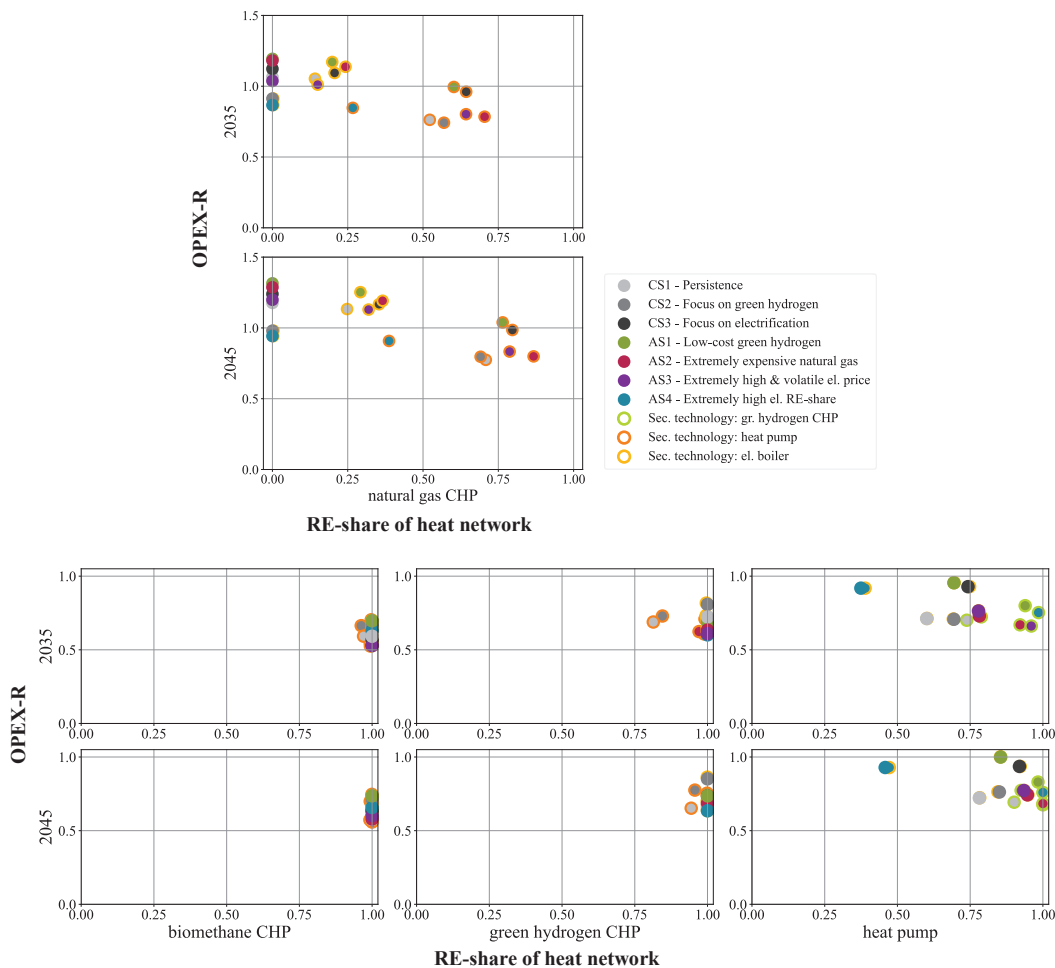 1.5
1.0
0.5
0.0
2035
0.00 0.25 0.50 0.75 1.00
OPEX-R
1.5
1.0
0.5
0.0
2045
0.00 0.25 0.50 0.75 1.00
natural gas CHP
RE-share of heat network
CS1 - Persistence
CS2 - Focus on green hydrogen
CS3 - Focus on electrification
AS1 - Low-cost green hydrogen
AS2 - Extremely expensive natural gas
AS3 - Extremely high & volatile el. price
AS4 - Extremely high el. RE-share
Sec. technology: gr. hydrogen CHP
Sec. technology: heat pump
Sec. technology: el. boiler
1.0 1.0 1.0
0.5 0.5 0.5
0.0 0.0 0.0
2035
0.00 0.25 0.50 0.75 1.00 0.00 0.25 0.50 0.75 1.00 0.00 0.25 0.50 0.75 1.00
OPEX-R
1.0 1.0 1.0
0.5 0.5 0.5
0.0 0.0 0.0
2045
0.00 0.25 0.50 0.75 1.00 0.00 0.25 0.50 0.75 1.00 0.00 0.25 0.50 0.75 1.00
biomethane CHP green hydrogen CHP heat pump
RE-share of heat network